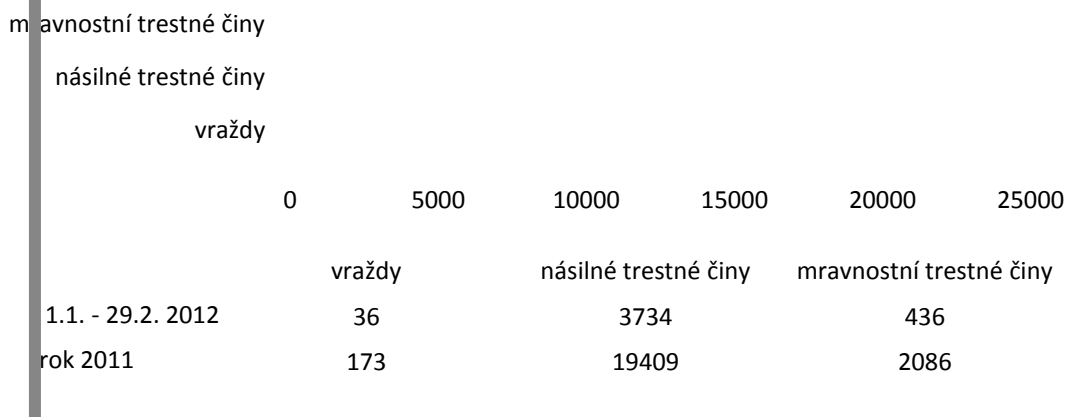 mravnostní trestné činy
násilné trestné činy
vraždy
0 5000 10000 15000 20000 25000
vraždy násilné trestné činy mravnostní trestné činy
1.1. - 29.2. 2012 36 3734 436
rok 2011 173 19409 2086